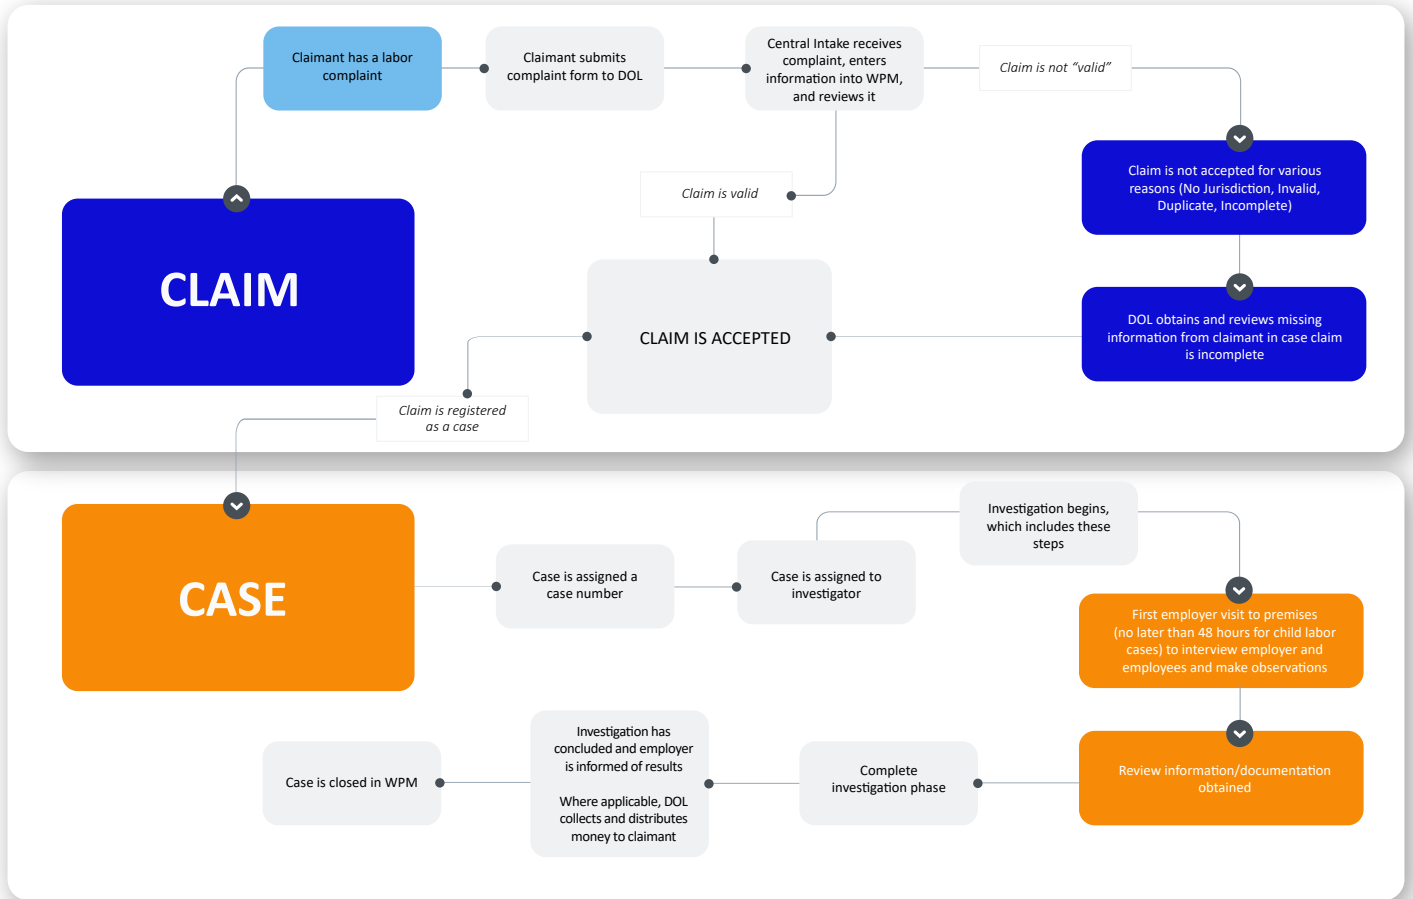 Claimant has a labor
complaint
Claimant submits
complaint form to DOL
Central Intake receives
complaint, enters
information into WPM,
and reviews it
Claim is not “valid”
Claim is not accepted for various
reasons (No Jurisdiction, Invalid,
Duplicate, Incomplete)
Claim is valid
CLAIM
CLAIM IS ACCEPTED
DOL obtains and reviews missing
information from claimant in case claim
is incomplete
Claim is registered
as a case
CASE
Case is assigned a
case number
Case is assigned to
investigator
Investigation begins,
which includes these
steps
First employer visit to premises
(no later than 48 hours for child labor
cases) to interview employer and
employees and make observations
Review information/documentation
obtained
Complete
investigation phase
Investigation has
concluded and employer
is informed of results
Where applicable, DOL
collects and distributes
money to claimant
Case is closed in WPM